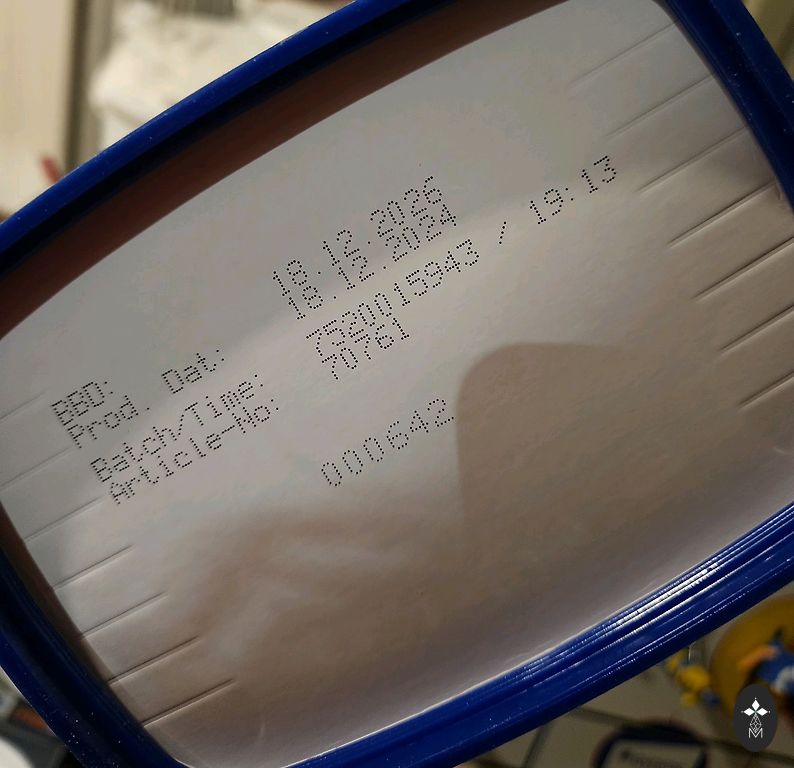 BBD: 18.12.2026
Prod. Dat: 18.12.2024
Batch/Time: 7520015943 / 19:13
Article-No: 70761
000642
M